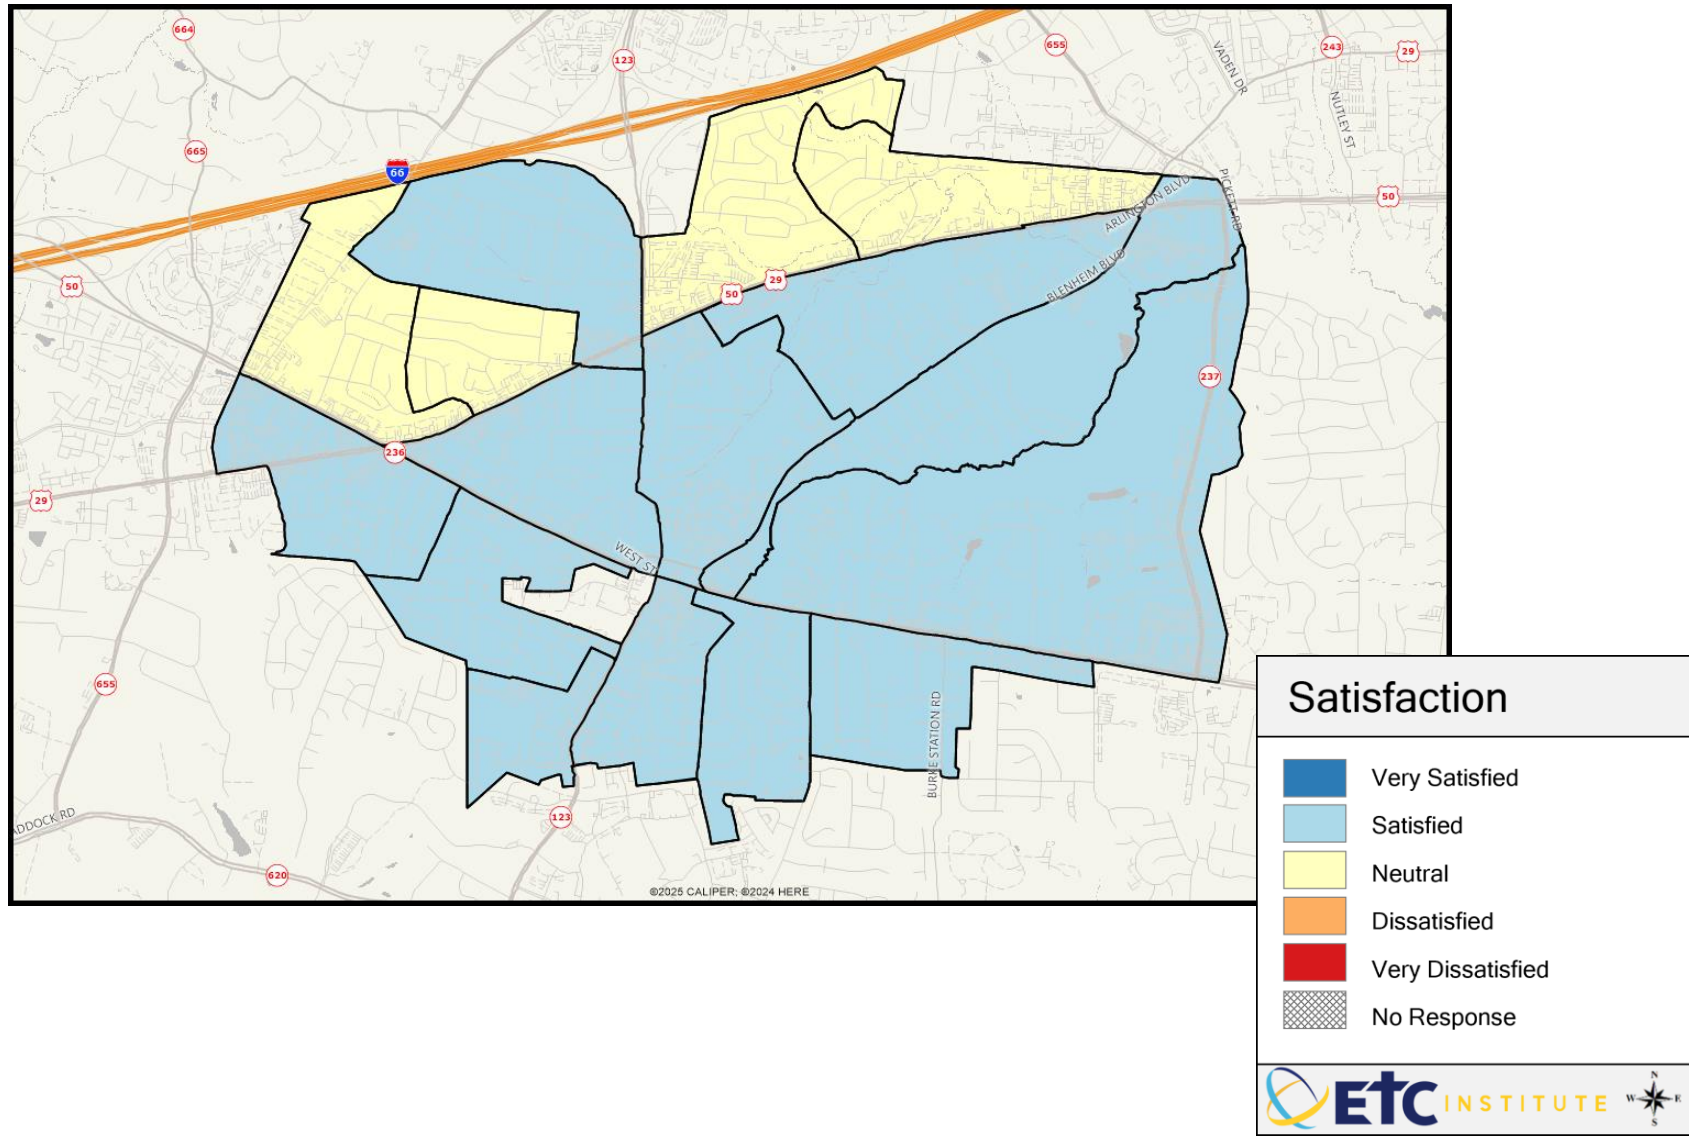 664
123
655
243
29
VADEN DR
NUTLEY ST
665
66
PICKETT RD
50
ARLINGTON BLVD
50
29
50
BLENHEIM BLVD
237
236
29
WEST ST
655
BURKE STATION RD
123
ADDOCK RD
620
©2025 CALIPER; ©2024 HERE
Satisfaction
Very Satisfied
Satisfied
Neutral
Dissatisfied
Very Dissatisfied
No Response
ETC INSTITUTE
N
W E
S